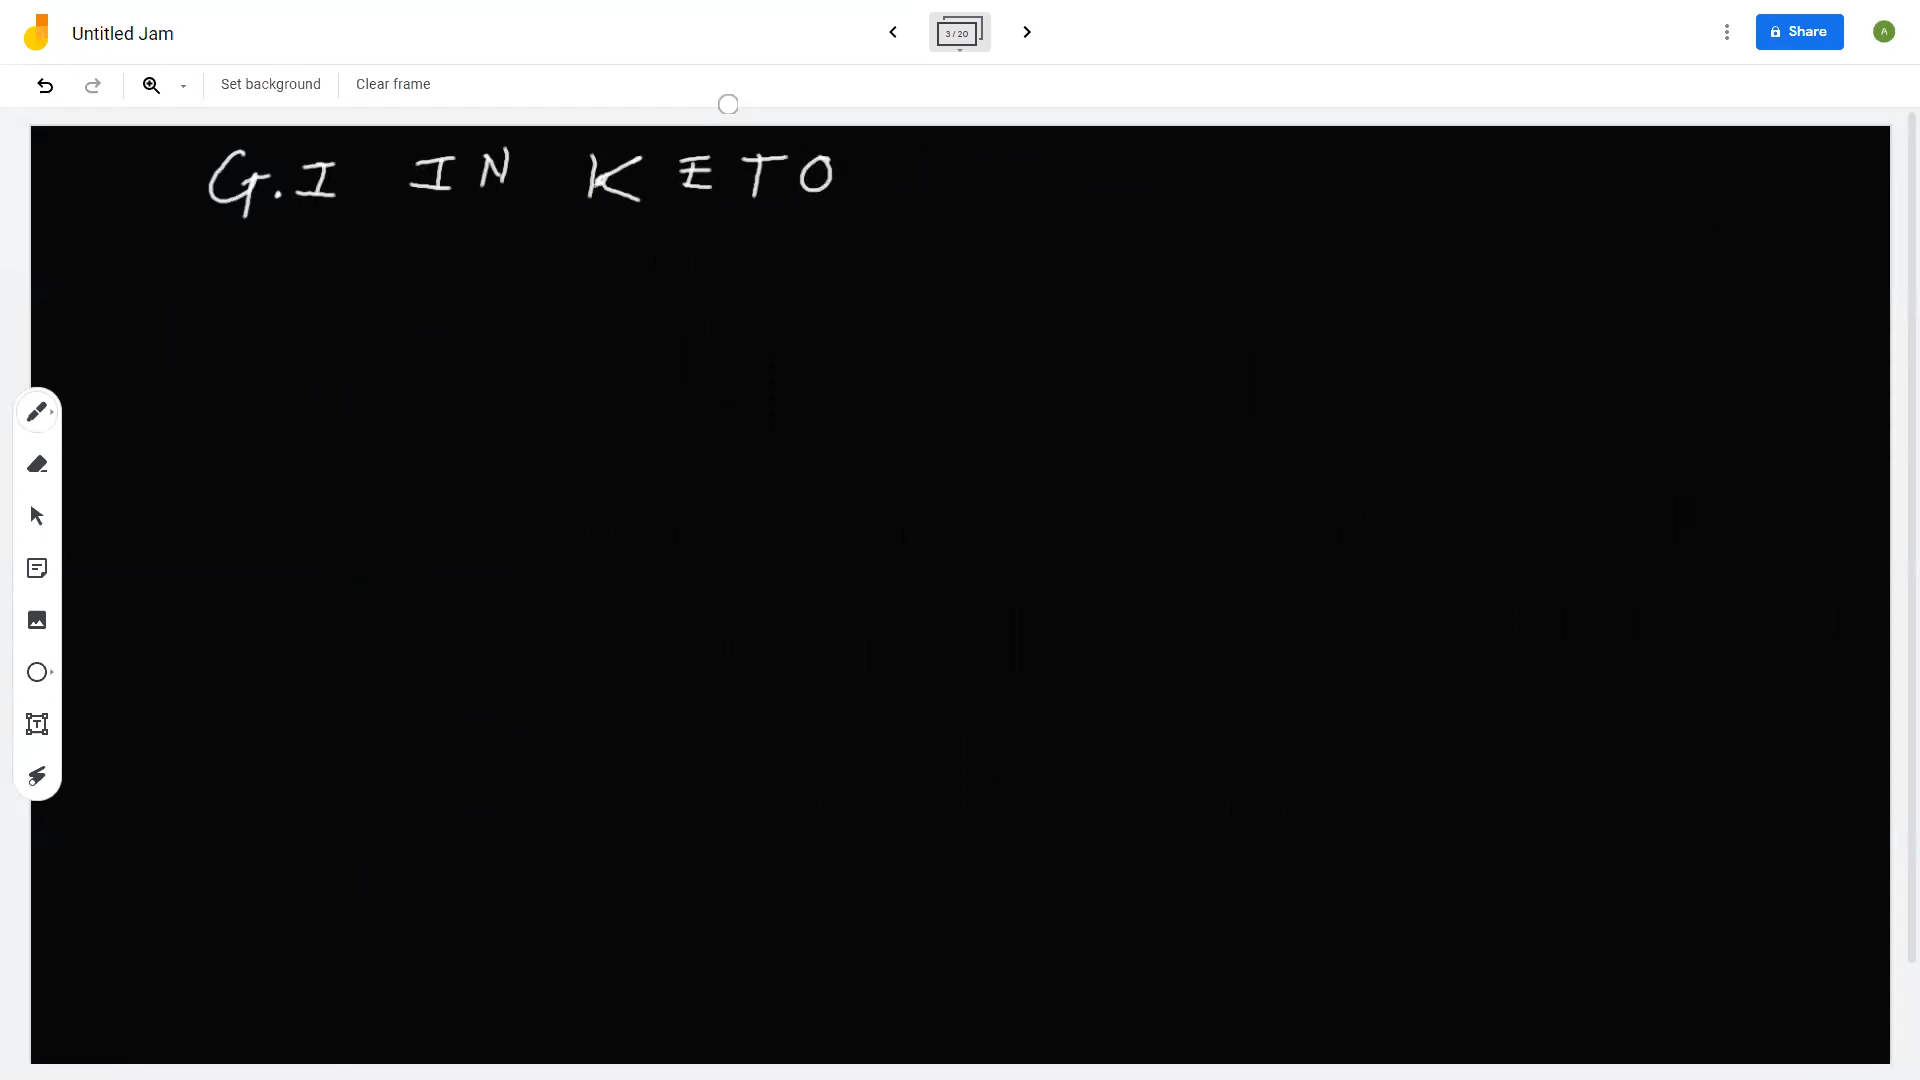 Untitled Jam
3 / 20
Share
A
Set background
Clear frame
G.I IN KETO
T